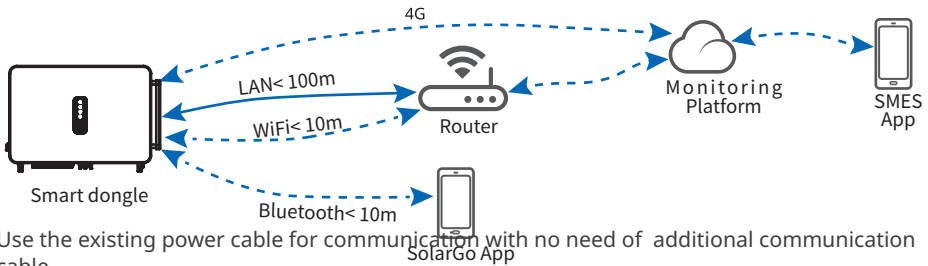 4G
LAN< 100m
WiFi< 10m
Router
Monitoring
Platform
SMES
App
Smart dongle
Bluetooth< 10m
Use the existing power cable for communication with no need of additional communication
SolarGo App
cable